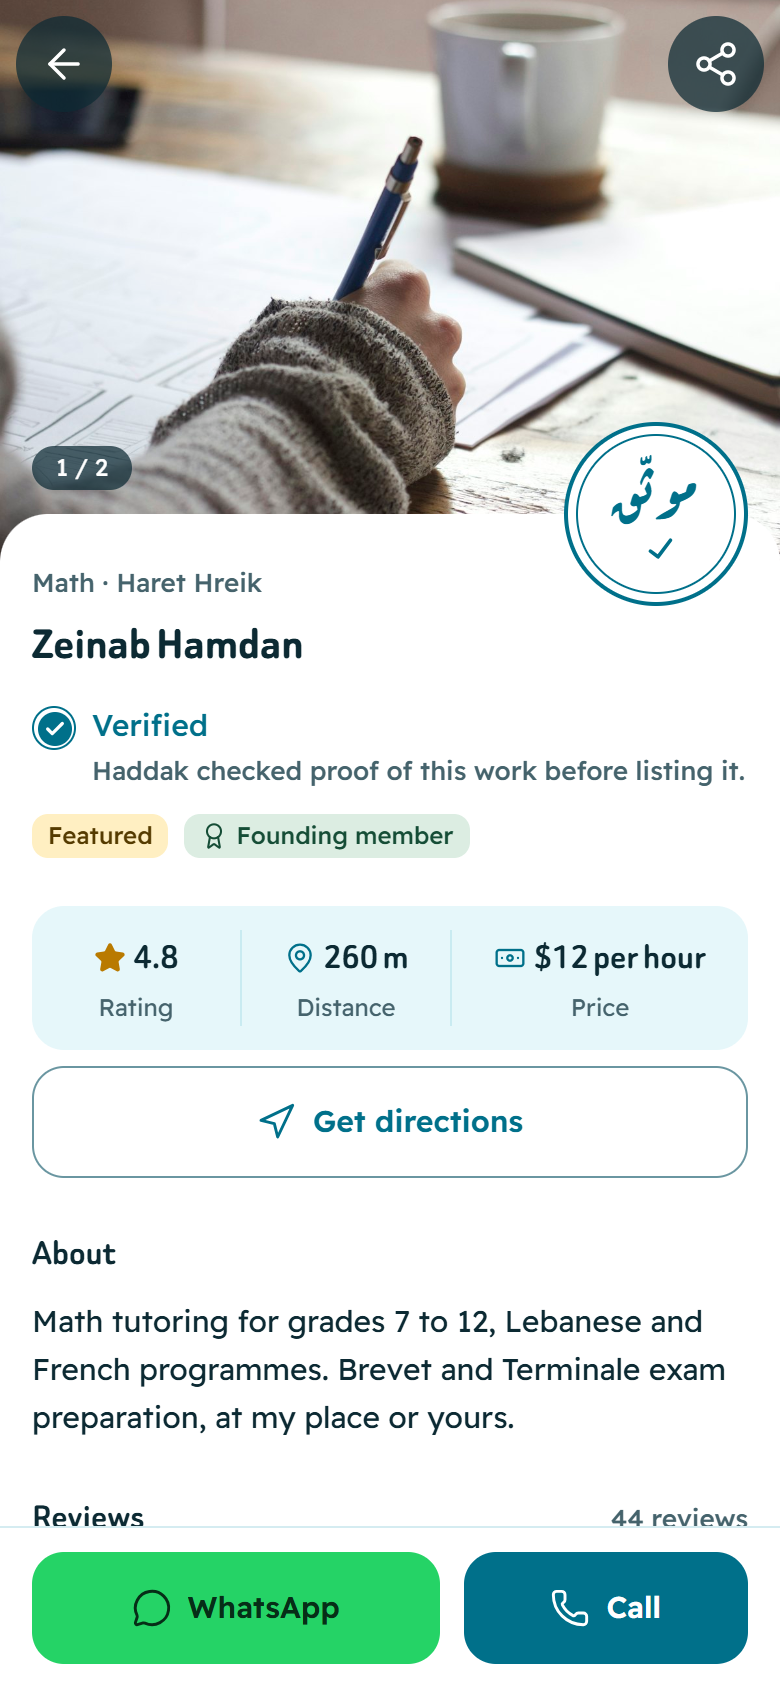 1 / 2
موثّق
Math · Haret Hreik
Zeinab Hamdan
Verified
Haddak checked proof of this work before listing it.
Featured
Founding member
4.8
260 m
$12 per hour
Rating
Distance
Price
Get directions
About
Math tutoring for grades 7 to 12, Lebanese and
French programmes. Brevet and Terminale exam
preparation, at my place or yours.
Reviews
44 reviews
WhatsApp
Call